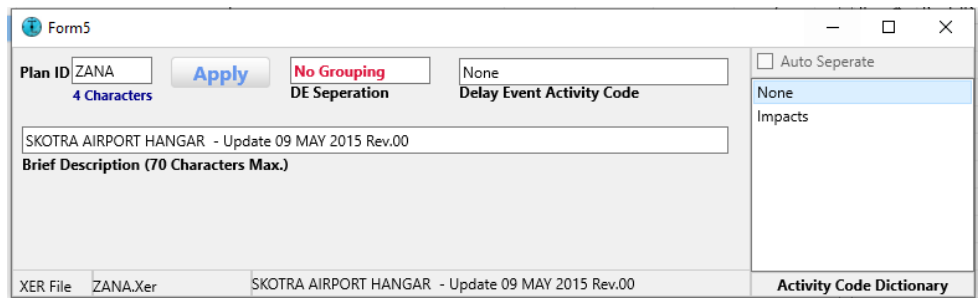 Form5
Plan ID ZANA Apply No Grouping None Auto Seperate
4 Characters DE Seperation Delay Event Activity Code None
Impacts
SKOTRA AIRPORT HANGAR - Update 09 MAY 2015 Rev.00
Brief Description (70 Characters Max.)
XER File ZANA.Xer SKOTRA AIRPORT HANGAR - Update 09 MAY 2015 Rev.00 Activity Code Dictionary